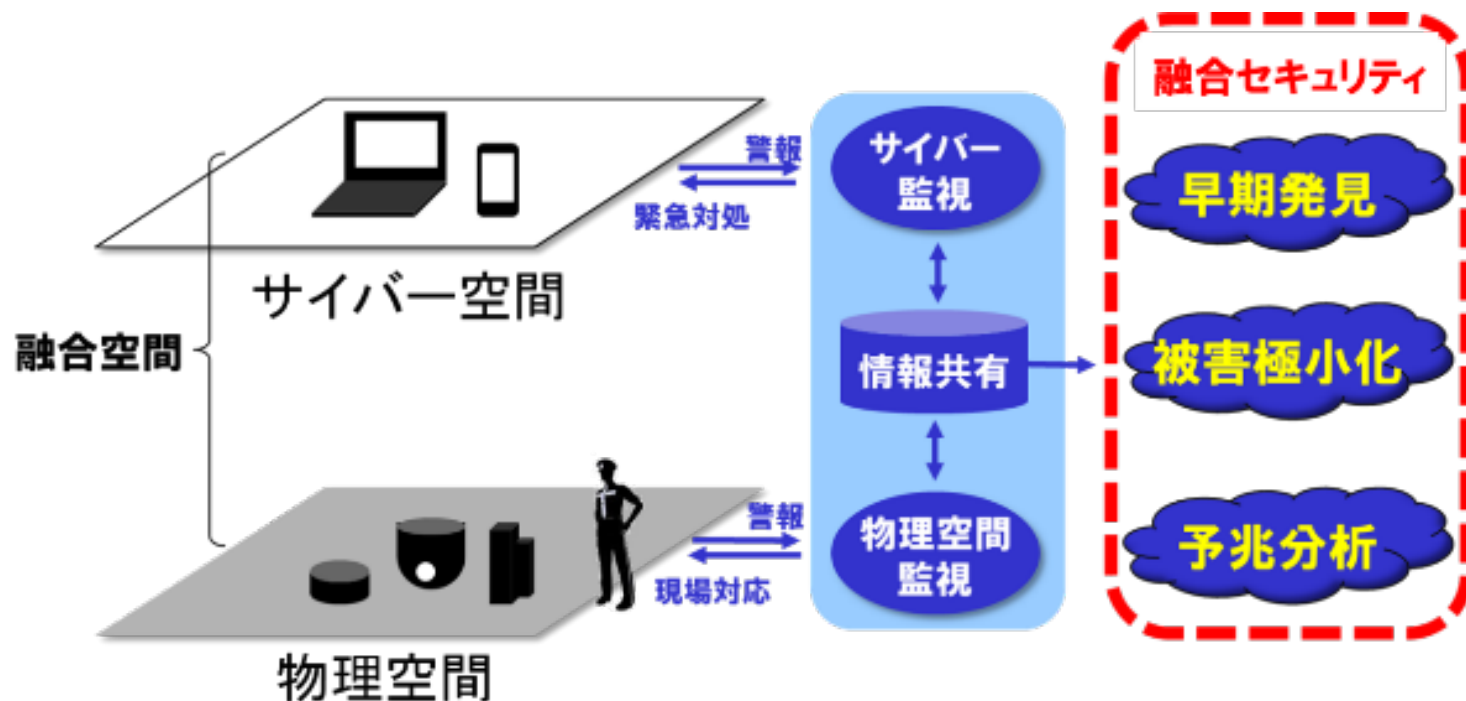 融合セキュリティ
警報
サイバー
監視
早期発見
緊急対処
サイバー空間
融合空間
情報共有
被害極小化
警報
物理空間
監視
予兆分析
現場対応
物理空間